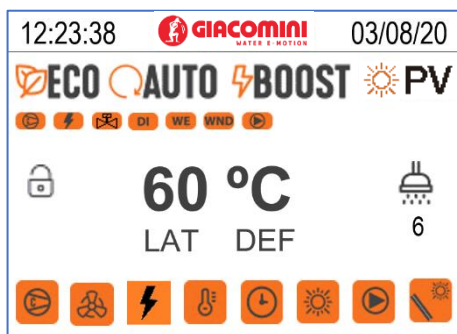 12:23:38 GIACOMINI 03/08/20
WATER E-MOTION
ECO AUTO BOOST PV
C DI WE WND
60 ºC
6
LAT DEF
C